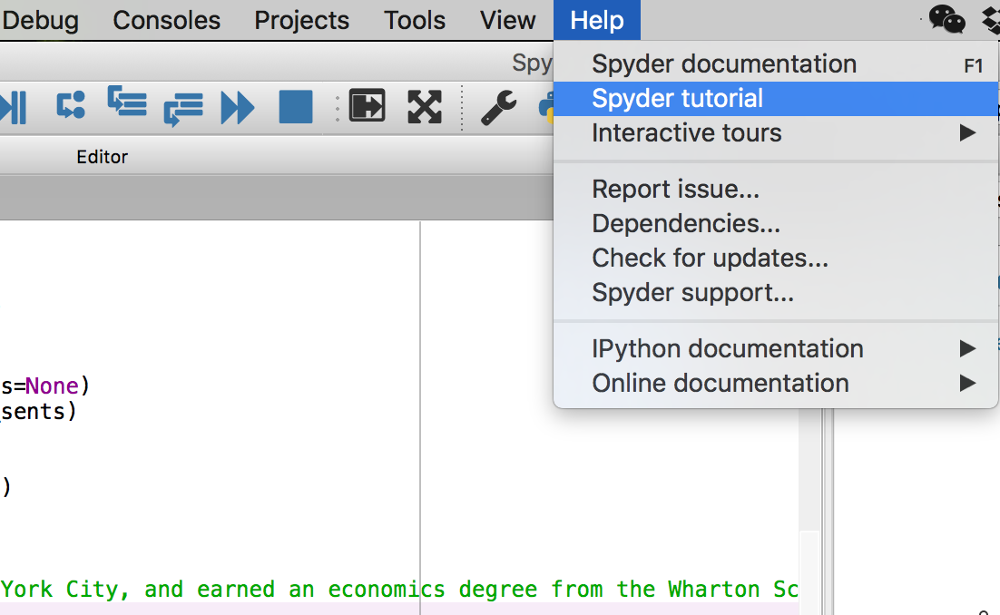 Debug Consoles Projects Tools View Help
Spy
Spyder documentation F1
Spyder tutorial
Interactive tours
Editor
Report issue...
Dependencies...
Check for updates...
Spyder support...
IPython documentation
Online documentation
s=None)
sents)
)
York City, and earned an economics degree from the Wharton Sc